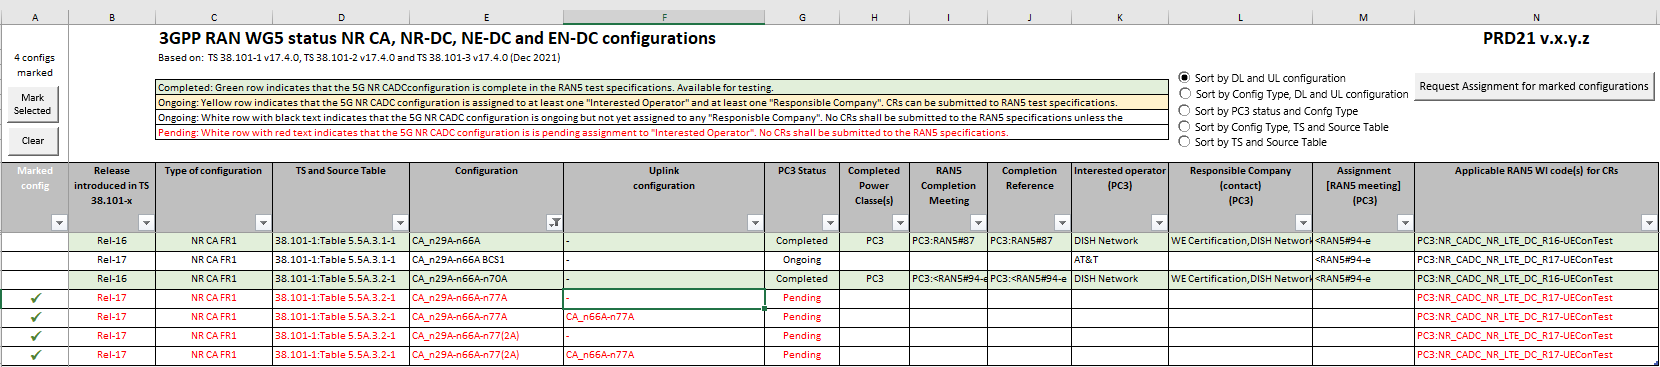 A B C D E F G H I J K L M N
3GPP RAN WG5 status NR CA, NR-DC, NE-DC and EN-DC configurations
PRD21 v.x.y.z
Based on: TS 38.101-1 v17.4.0, TS 38.101-2 v17.4.0 and TS 38.101-3 v17.4.0 (Dec 2021)
4 configs
marked
Mark
Selected
Clear
Completed: Green row indicates that the 5G NR CADCconfiguration is complete in the RAN5 test specifications. Available for testing.
Ongoing: Yellow row indicates that the 5G NR CADC configuration is assigned to at least one "Interested Operator" and at least one "Responsible Company". CRs can be submitted to RAN5 test specifications.
Ongoing: White row with black text indicates that the 5G NR CADC configuration is ongoing but not yet assigned to any "Responisble Company". No CRs shall be submitted to the RAN5 specifications unless the
Pending: White row with red text indicates that the 5G NR CADC configuration is is pending assignment to "Interested Operator". No CRs shall be submitted to the RAN5 specifications.
Sort by DL and UL configuration
Sort by Config Type, DL and UL configuration
Sort by PC3 status and Confg Type
Sort by Config Type, TS and Source Table
Sort by TS and Source Table
Request Assignment for marked configurations
Marked
config
Release
introduced in TS
38.101-x
Type of configuration
TS and Source Table
Configuration
Uplink
configuration
PC3 Status
Completed
Power
Classe(s)
RAN5
Completion
Meeting
Completion
Reference
Interested operator
(PC3)
Responsible Company
(contact)
(PC3)
Assignment
[RAN5 meeting]
(PC3)
Applicable RAN5 WI code(s) for CRs
Rel-16 NR CA FR1 38.101-1:Table 5.5A.3.1-1 CA_n29A-n66A - Completed PC3 PC3:RAN5#87 PC3:RAN5#87 DISH Network WE Certification,DISH Network <RAN5#94-e PC3:NR_CADC_NR_LTE_DC_R16-UEConTest
Rel-17 NR CA FR1 38.101-1:Table 5.5A.3.1-1 CA_n29A-n66A BCS1 - Ongoing AT&T <RAN5#94-e PC3:NR_CADC_NR_LTE_DC_R17-UEConTest
Rel-16 NR CA FR1 38.101-1:Table 5.5A.3.2-1 CA_n29A-n66A-n70A - Completed PC3 PC3:<RAN5#94-e PC3:<RAN5#94-e DISH Network WE Certification,DISH Network <RAN5#94-e PC3:NR_CADC_NR_LTE_DC_R16-UEConTest
✓ Rel-17 NR CA FR1 38.101-1:Table 5.5A.3.2-1 CA_n29A-n66A-n77A - Pending PC3:NR_CADC_NR_LTE_DC_R17-UEConTest
✓ Rel-17 NR CA FR1 38.101-1:Table 5.5A.3.2-1 CA_n29A-n66A-n77A CA_n66A-n77A Pending PC3:NR_CADC_NR_LTE_DC_R17-UEConTest
✓ Rel-17 NR CA FR1 38.101-1:Table 5.5A.3.2-1 CA_n29A-n66A-n77(2A) - Pending PC3:NR_CADC_NR_LTE_DC_R17-UEConTest
✓ Rel-17 NR CA FR1 38.101-1:Table 5.5A.3.2-1 CA_n29A-n66A-n77(2A) CA_n66A-n77A Pending PC3:NR_CADC_NR_LTE_DC_R17-UEConTest